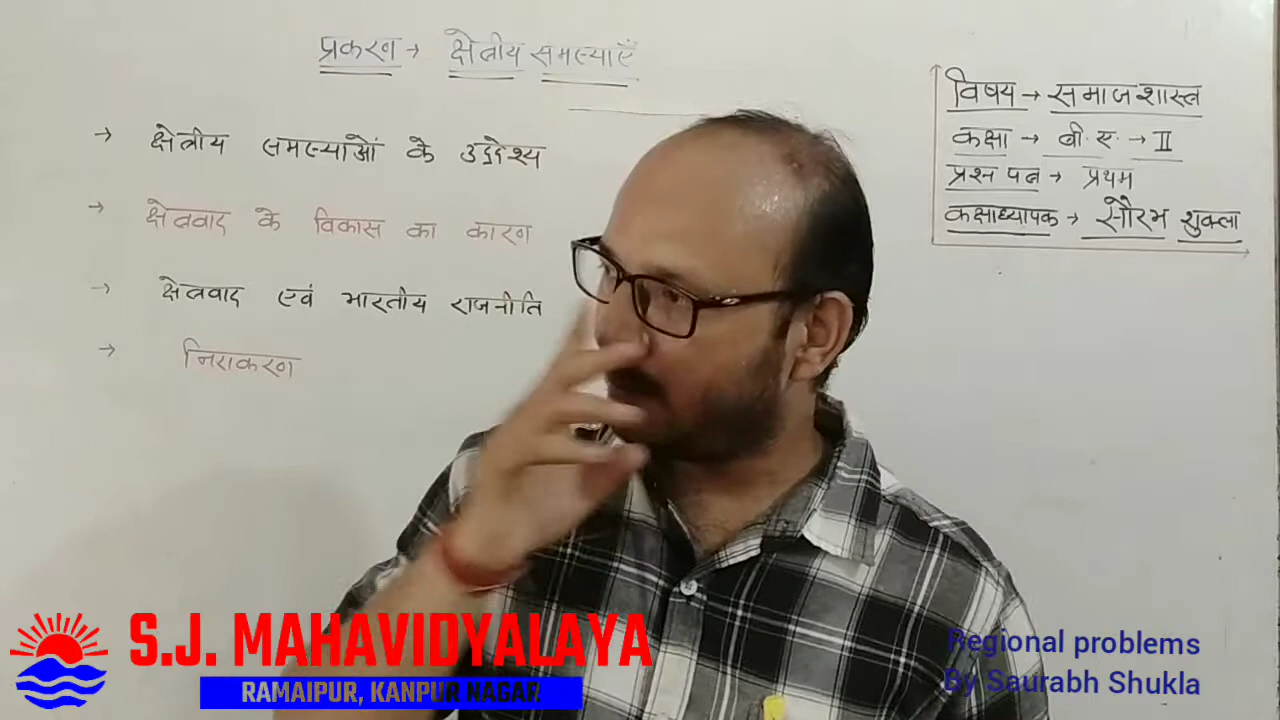 प्रकरण → क्षेत्रीय समस्याएँ
→ क्षेत्रीय समस्याओं के उद्देश्य
→ क्षेत्रवाद के विकास का कारण
→ क्षेत्रवाद एवं भारतीय राजनीति
→ निराकरण
विषय → समाजशास्त्र
कक्षा → बी.ए. → II
प्रश्न पत्र → प्रथम
कक्षाध्यापक → सौरभ शुक्ला
S.J. MAHAVIDYALAYA
RAMAIPUR, KANPUR NAGAR
Regional problems
By Saurabh Shukla